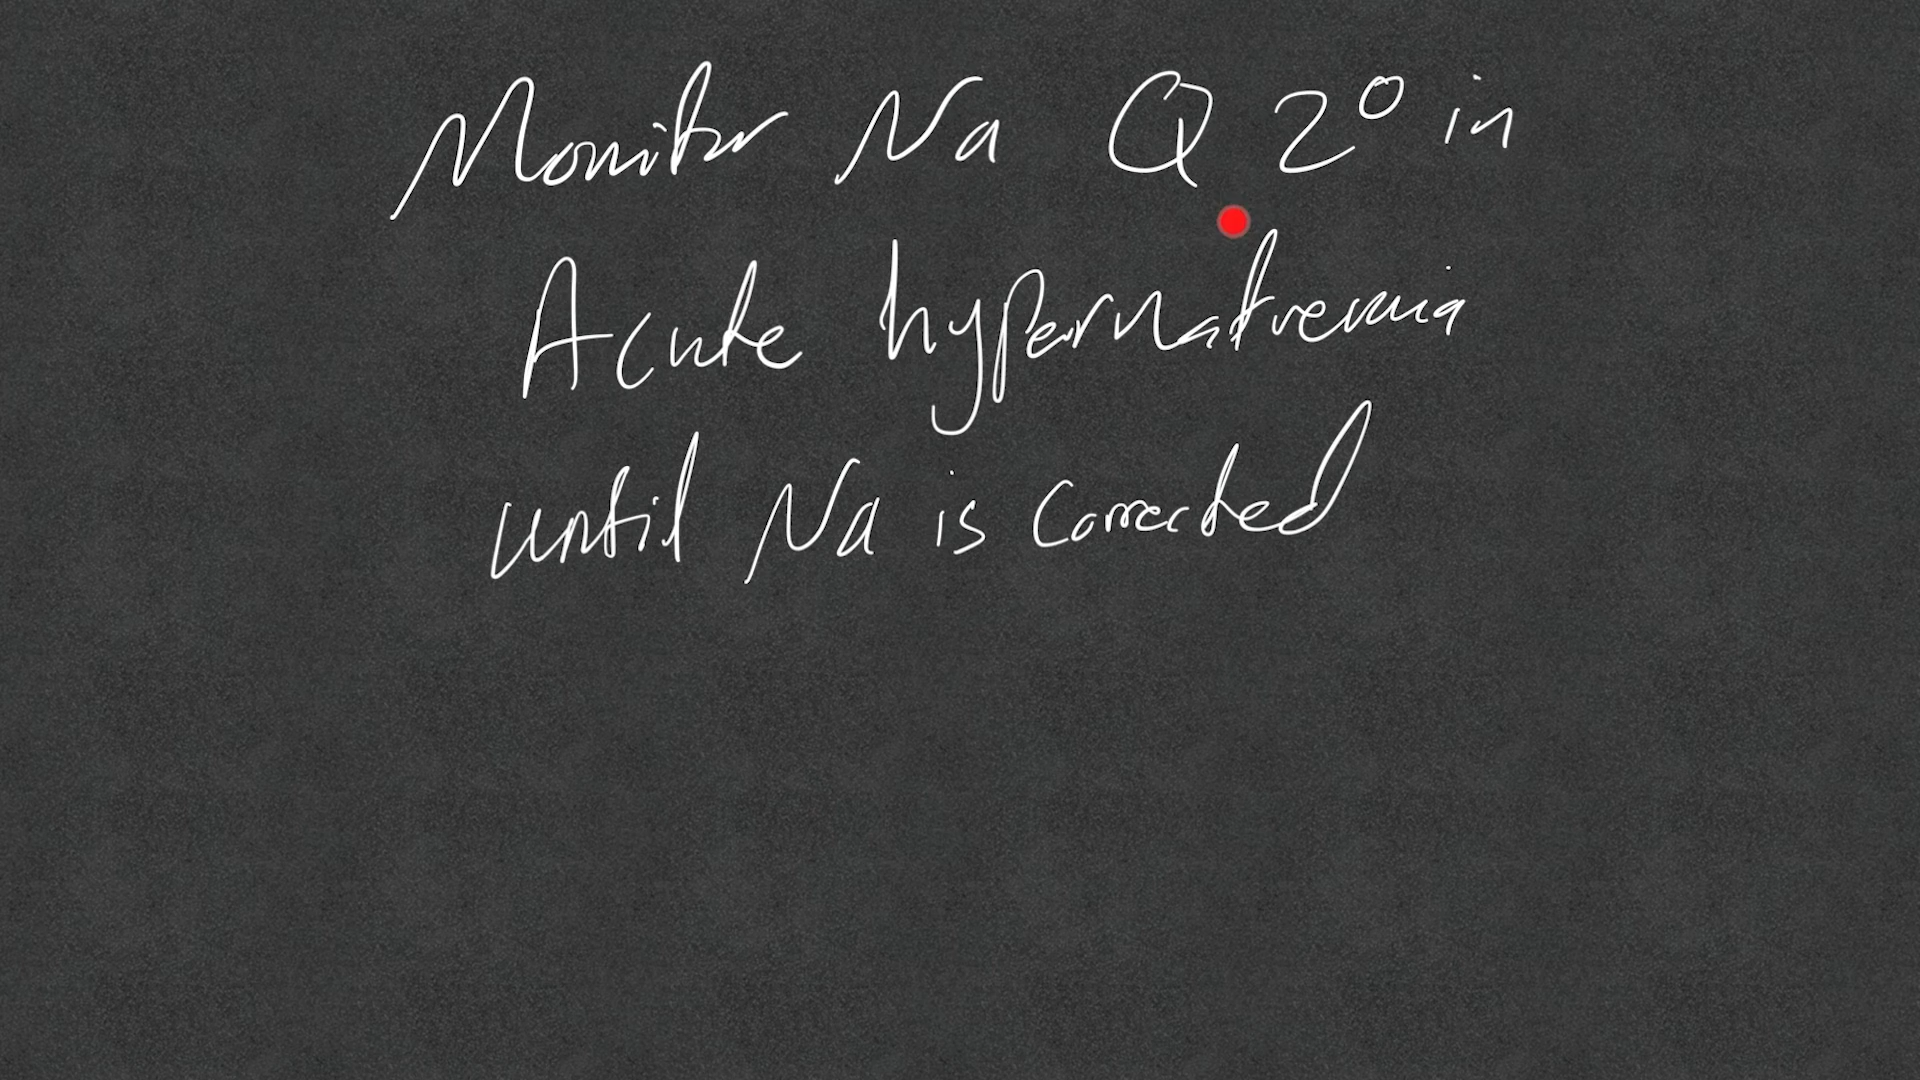 Monitor Na Q 2° in
Acute hypernatremia
until Na is corrected